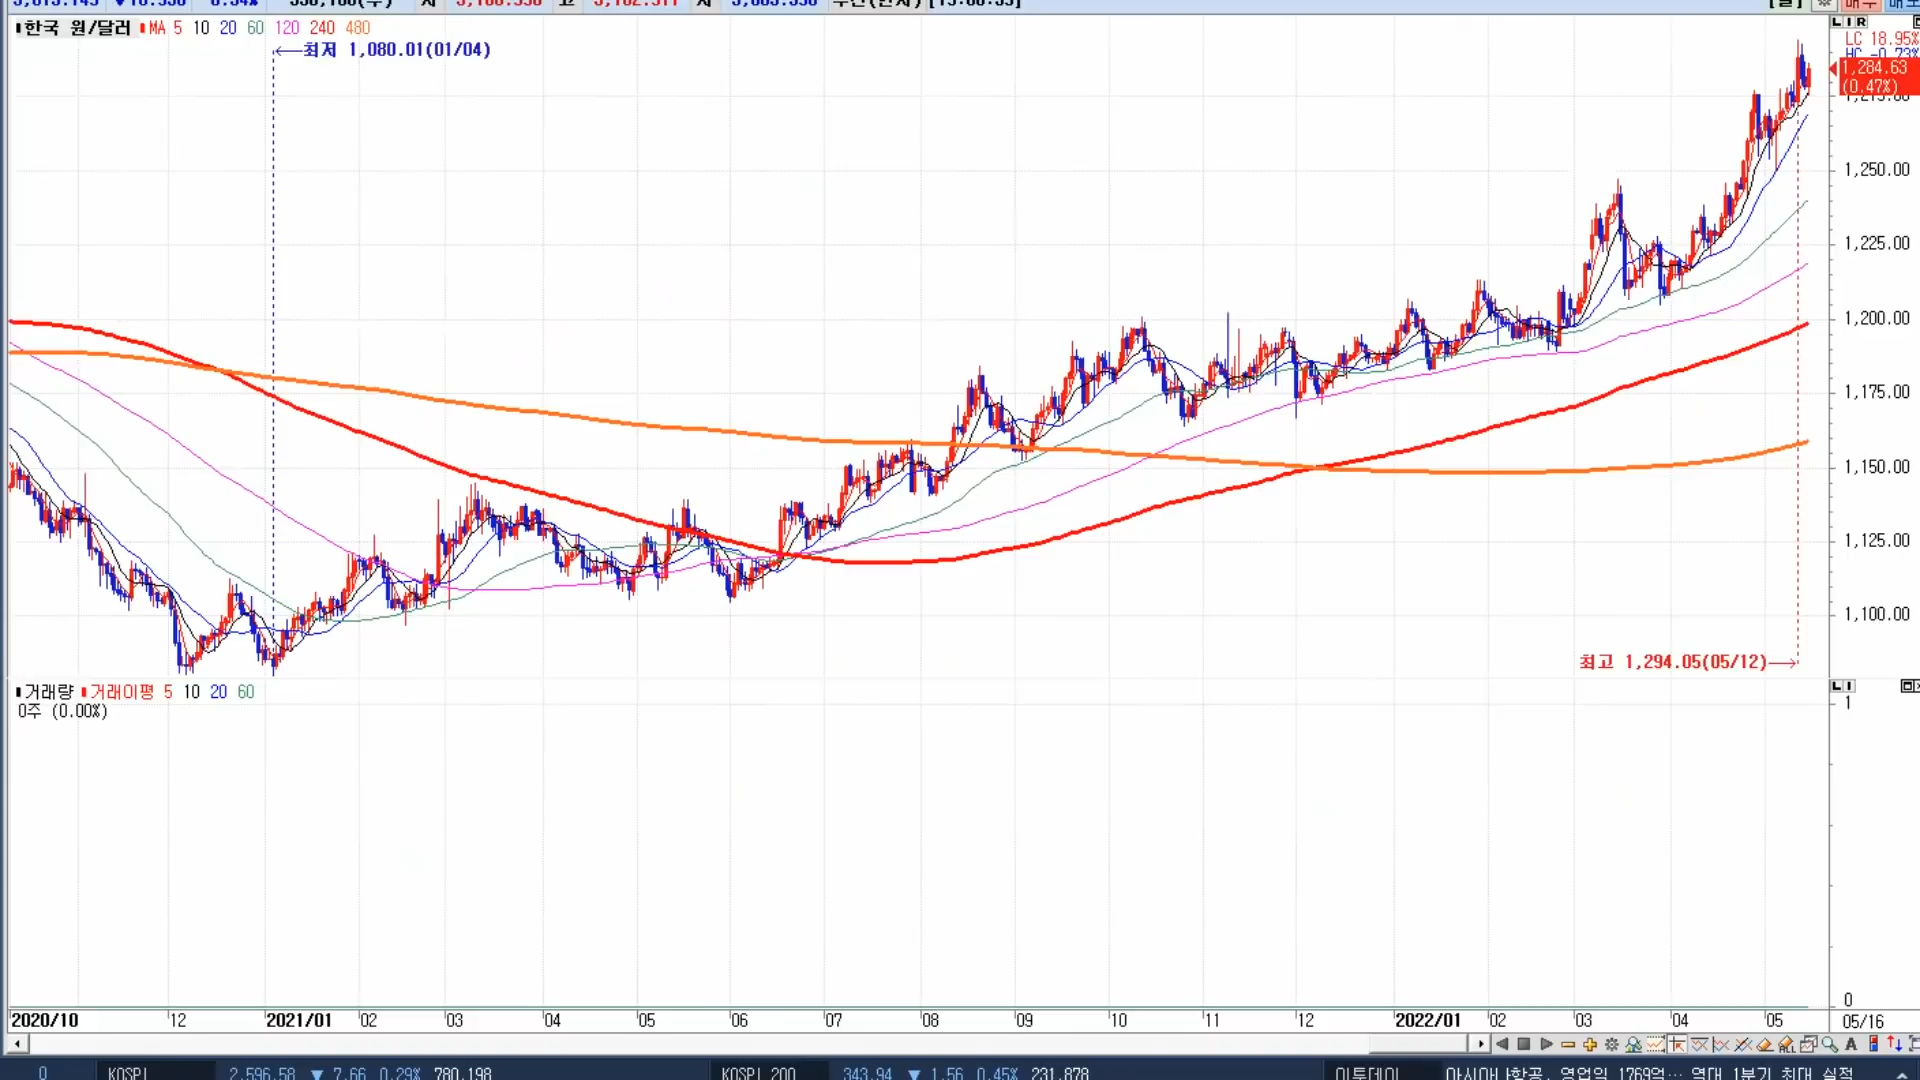 한국 원/달러 MA 5 10 20 60 120 240 480
최저 1,080.01(01/04)
LC 18.95%
HC -0.73%
1,284.63
(0.47%)
1,250.00
1,225.00
1,200.00
1,175.00
1,150.00
1,125.00
1,100.00
최고 1,294.05(05/12)
거래량 거래이평 5 10 20 60
0주 (0.00%)
1
0
2020/10 12 2021/01 02 03 04 05 06 07 08 09 10 11 12 2022/01 02 03 04 05 05/16
0 KOSPI 2,596.58 ▼ 7.66 0.29% 780,198 KOSPI 200 343.94 ▼ 1.56 0.45% 231,878 이투데이 아시아나항공, 영업익 1769억… 역대 1분기 최대 실적